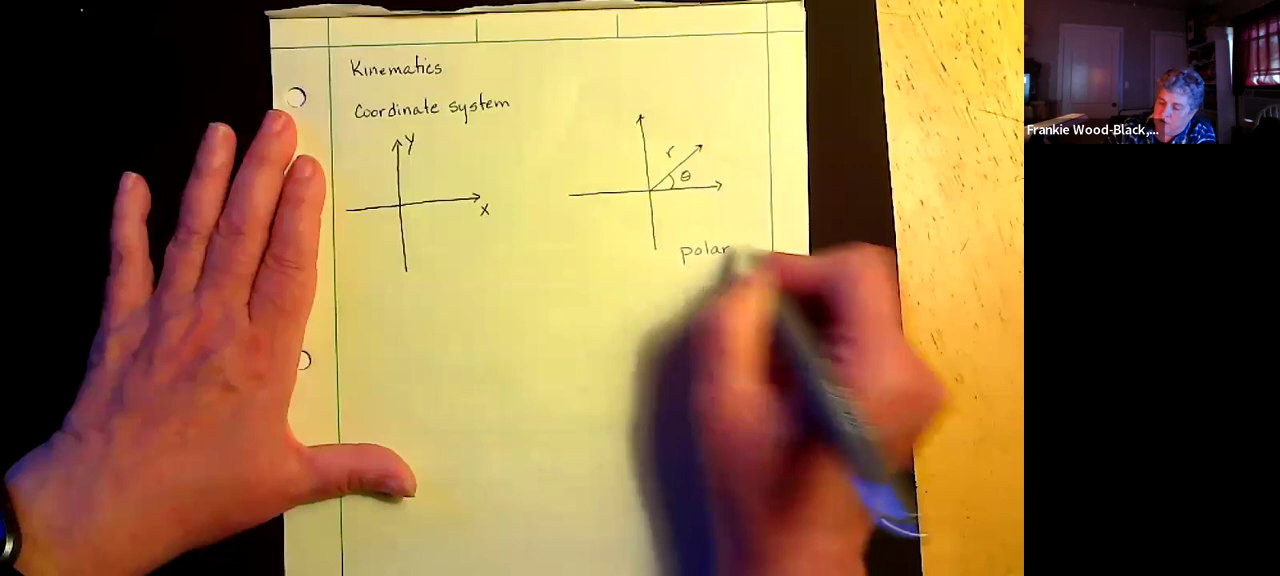 Kinematics
Coordinate system
y
x
r
θ
polar
Frankie Wood-Black,...